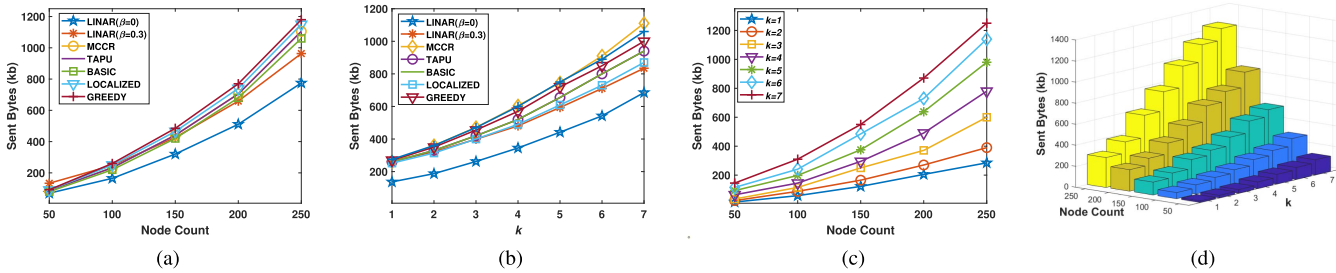 1200
1000
800
600
400
200
50
100
150
200
250
Sent Bytes (kb)
Node Count
LINAR(β=0)
LINAR(β=0.3)
MCCR
TAPU
BASIC
LOCALIZED
GREEDY
(a)
1200
1000
800
600
400
200
1
2
3
4
5
6
7
Sent Bytes (kb)
k
LINAR(β=0)
LINAR(β=0.3)
MCCR
TAPU
BASIC
LOCALIZED
GREEDY
(b)
1200
1000
800
600
400
200
50
100
150
200
250
Sent Bytes (kb)
Node Count
k=1
k=2
k=3
k=4
k=5
k=6
k=7
(c)
1400
1200
1000
800
600
400
200
0
250
200
150
100
50
1
2
3
4
5
6
7
Sent Bytes (kb)
Node Count
k
(d)